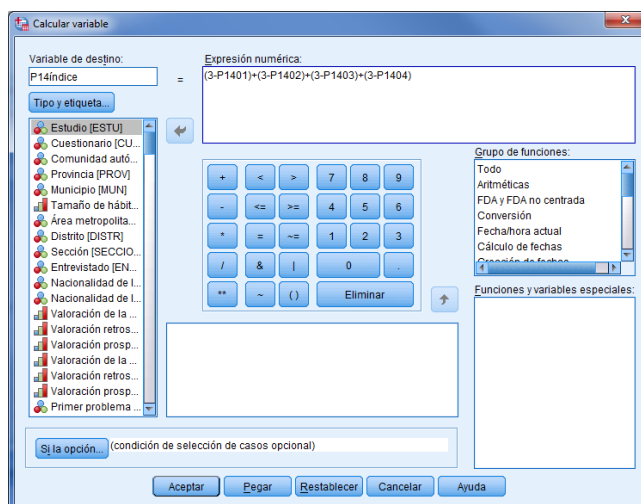 Calcular variable
Variable de destino:
P14índice
=
Expresión numérica:
(3-P1401)+(3-P1402)+(3-P1403)+(3-P1404)
Tipo y etiqueta...
Estudio [ESTU]
Cuestionario [CU...
Comunidad autó...
Provincia [PROV]
Municipio [MUN]
Tamaño de hábit...
Área metropolita...
Distrito [DISTR]
Sección [SECCIO...
Entrevistado [EN...
Nacionalidad de l...
Nacionalidad de l...
Valoración de la ...
Valoración retros...
Valoración prosp...
Valoración de la ...
Valoración retros...
Valoración prosp...
Primer problema ...
+ < > 7 8 9
- <= >= 4 5 6
* = ~= 1 2 3
/ & | 0 .
** ~ ( ) Eliminar
Grupo de funciones:
Todo
Aritméticas
FDA y FDA no centrada
Conversión
Fecha/hora actual
Cálculo de fechas
Creación de fechas
Funciones y variables especiales:
Si la opción...
(condición de selección de casos opcional)
Aceptar Pegar Restablecer Cancelar Ayuda